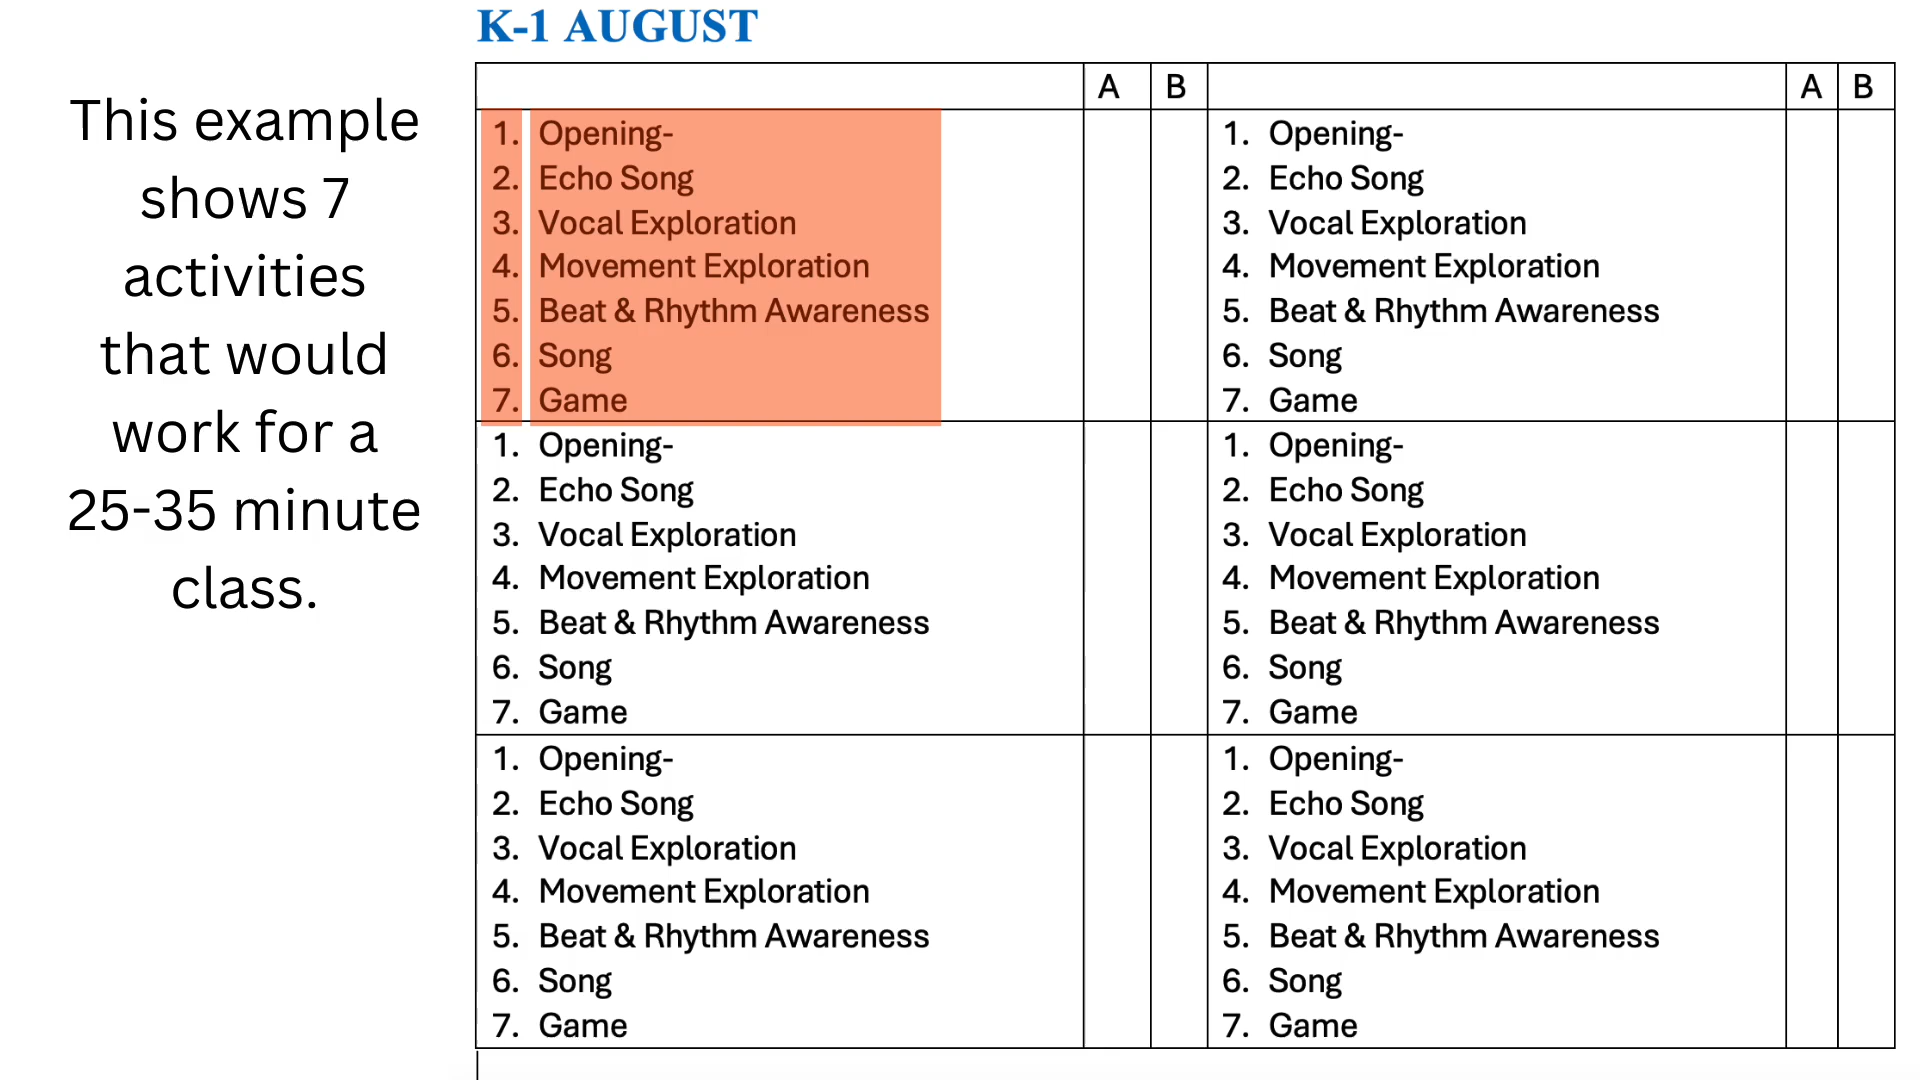 This example
shows 7
activities
that would
work for a
25-35 minute
class.
K-1 AUGUST
A B A B
1. Opening-
2. Echo Song
3. Vocal Exploration
4. Movement Exploration
5. Beat & Rhythm Awareness
6. Song
7. Game
1. Opening-
2. Echo Song
3. Vocal Exploration
4. Movement Exploration
5. Beat & Rhythm Awareness
6. Song
7. Game
1. Opening-
2. Echo Song
3. Vocal Exploration
4. Movement Exploration
5. Beat & Rhythm Awareness
6. Song
7. Game
1. Opening-
2. Echo Song
3. Vocal Exploration
4. Movement Exploration
5. Beat & Rhythm Awareness
6. Song
7. Game
1. Opening-
2. Echo Song
3. Vocal Exploration
4. Movement Exploration
5. Beat & Rhythm Awareness
6. Song
7. Game
1. Opening-
2. Echo Song
3. Vocal Exploration
4. Movement Exploration
5. Beat & Rhythm Awareness
6. Song
7. Game